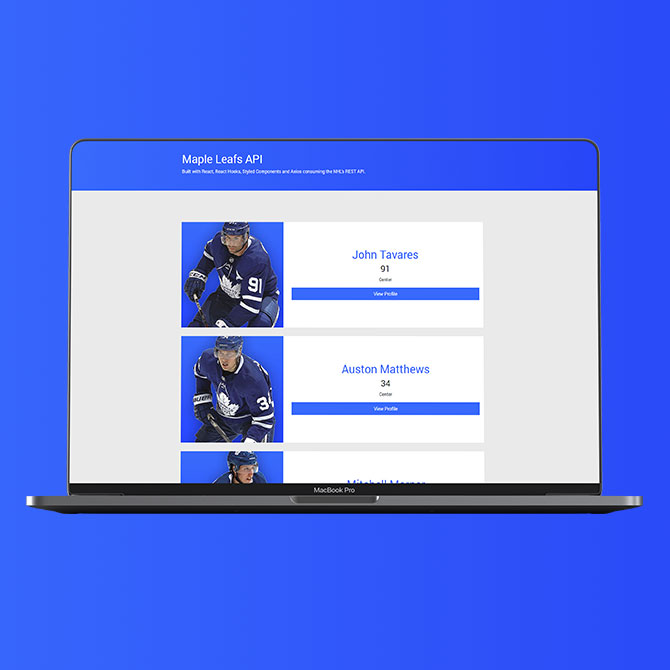 Maple Leafs API
Built with React, React Hooks, Styled Components and Axios consuming the NHL's REST API.
91
John Tavares
91
Center
View Profile
34
Auston Matthews
34
Center
View Profile
Mitchell Marner
MacBook Pro